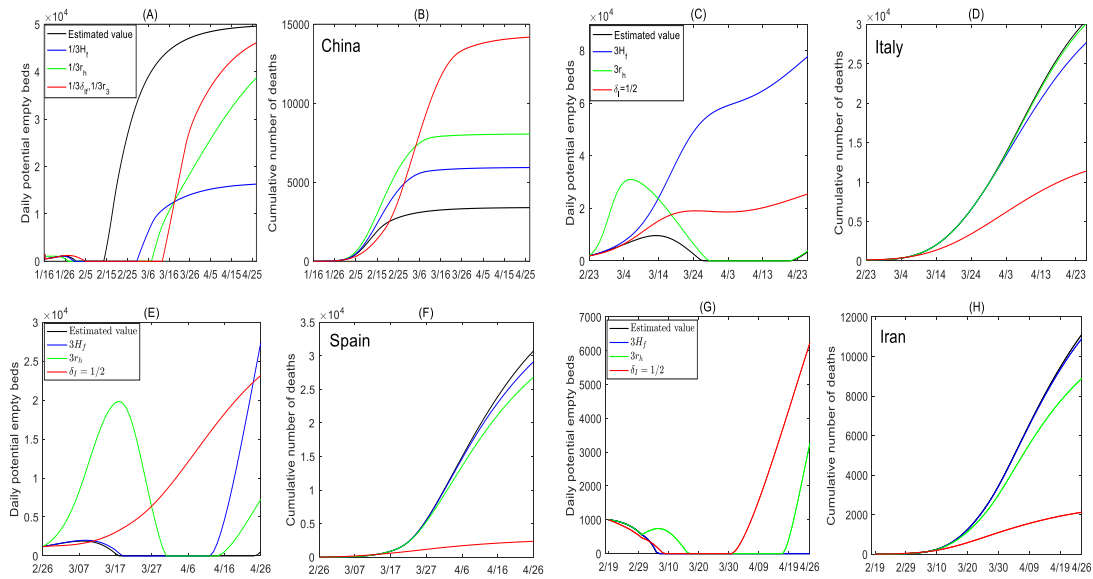 (A)
×10⁴
Daily potential empty beds
5
4
3
2
1
0
Estimated value
1/3H_f
1/3r_h
1/3δ_If,1/3r_3
1/16 1/26 2/5 2/15 2/25 3/6 3/16 3/26 4/5 4/15 4/25
(B)
China
Cumulative number of deaths
15000
10000
5000
0
1/16 1/26 2/5 2/15 2/25 3/6 3/16 3/26 4/5 4/15 4/25
(C)
×10⁴
Daily potential empty beds
8
6
4
2
0
Estimated value
3H_f
3r_h
δ_I=1/2
2/23 3/4 3/14 3/24 4/3 4/13 4/23
(D)
×10⁴
Italy
Cumulative number of deaths
3
2.5
2
1.5
1
0.5
0
2/23 3/4 3/14 3/24 4/3 4/13 4/23
(E)
×10⁴
Daily potential empty beds
3
2.5
2
1.5
1
0.5
0
Estimated value
3H_f
3r_h
δ_I = 1/2
2/26 3/07 3/17 3/27 4/6 4/16 4/26
(F)
×10⁴
Spain
Cumulative number of deaths
3.5
3
2.5
2
1.5
1
0.5
0
2/26 3/07 3/17 3/27 4/6 4/16 4/26
(G)
Daily potential empty beds
7000
6000
5000
4000
3000
2000
1000
0
Estimated value
3H_f
3r_h
δ_I = 1/2
2/19 2/29 3/10 3/20 3/30 4/09 4/19 4/26
(H)
Iran
Cumulative number of deaths
12000
10000
8000
6000
4000
2000
0
2/19 2/29 3/10 3/20 3/30 4/09 4/19 4/26